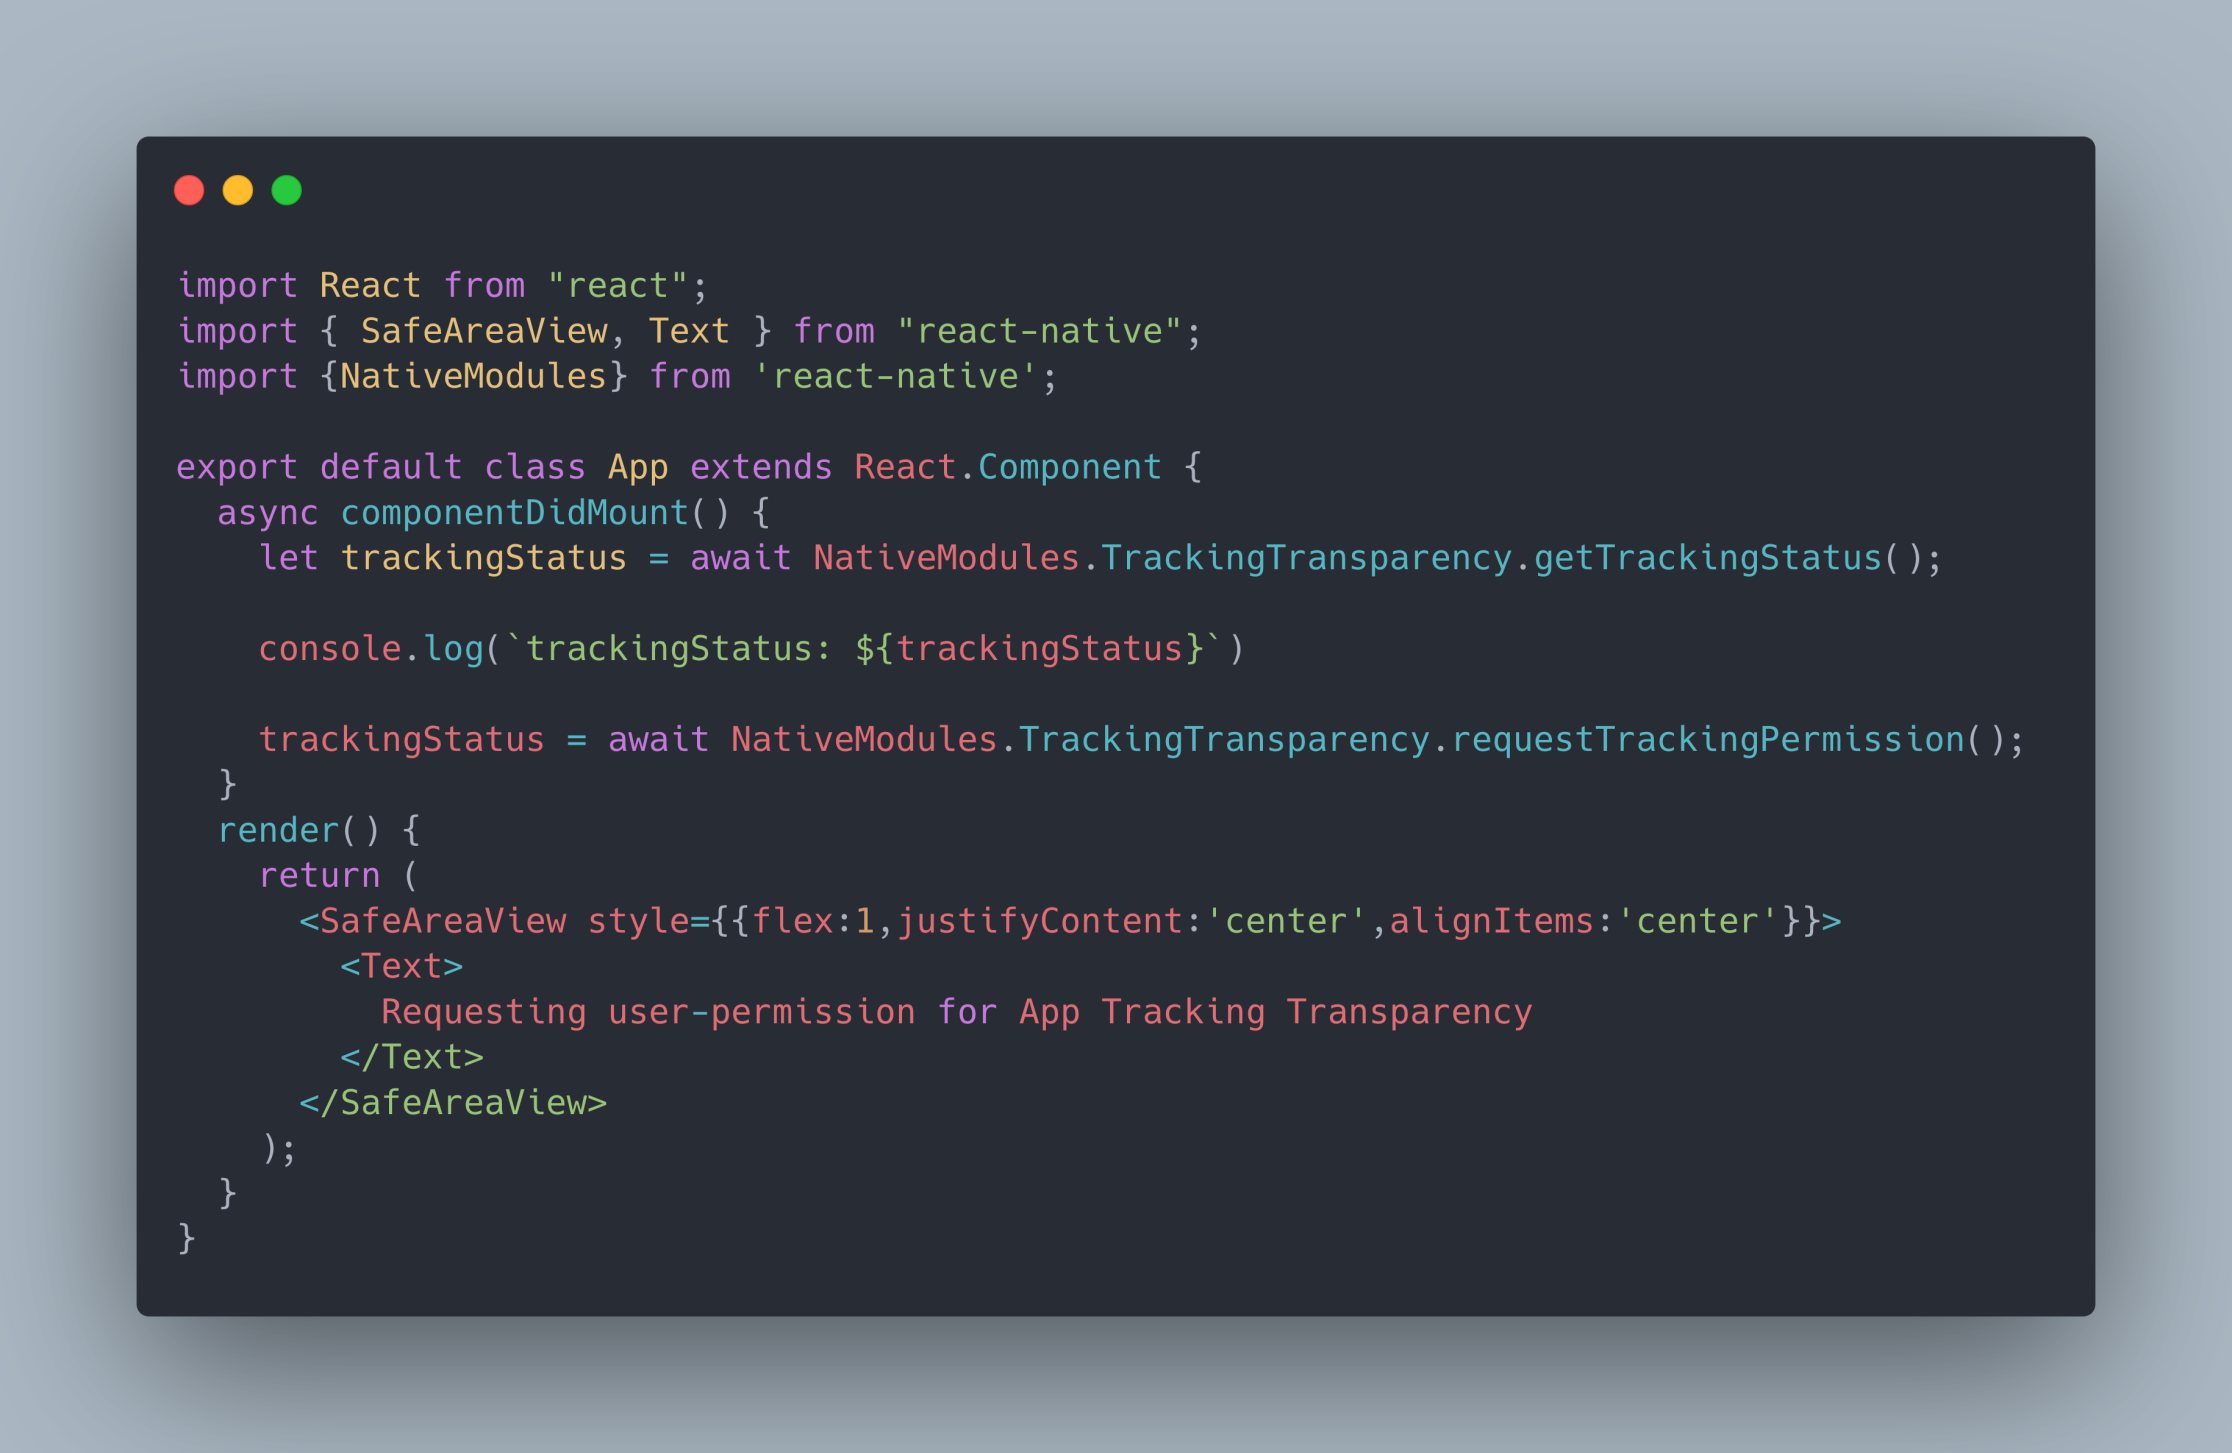 import React from "react";
import { SafeAreaView, Text } from "react-native";
import {NativeModules} from 'react-native';

export default class App extends React.Component {
  async componentDidMount() {
    let trackingStatus = await NativeModules.TrackingTransparency.getTrackingStatus();

    console.log(`trackingStatus: ${trackingStatus}`)

    trackingStatus = await NativeModules.TrackingTransparency.requestTrackingPermission();
  }
  render() {
    return (
      <SafeAreaView style={{flex:1,justifyContent:'center',alignItems:'center'}}>
        <Text>
          Requesting user-permission for App Tracking Transparency
        </Text>
      </SafeAreaView>
    );
  }
}